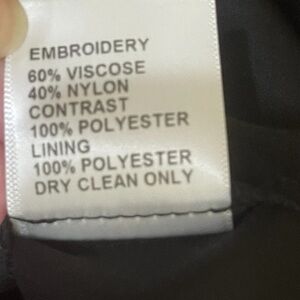 EMBROIDERY
60% VISCOSE
40% NYLON
CONTRAST
100% POLYESTER
LINING
100% POLYESTER
DRY CLEAN ONLY